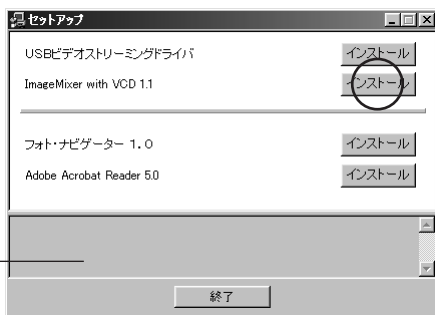 セットアップ
USBビデオストリーミングドライバ
インストール
ImageMixer with VCD 1.1
インストール
フォト・ナビゲーター 1.0
インストール
Adobe Acrobat Reader 5.0
インストール
終了